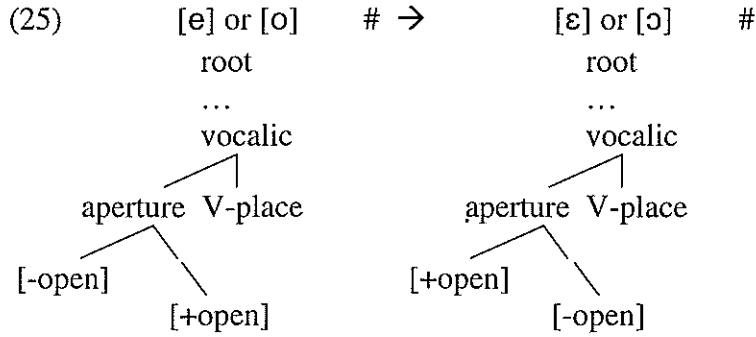 (25) [e] or [o] # → [ɛ] or [ɔ] #
root root
... ...
vocalic vocalic
aperture V-place aperture V-place
[-open] [+open]
[+open] [-open]